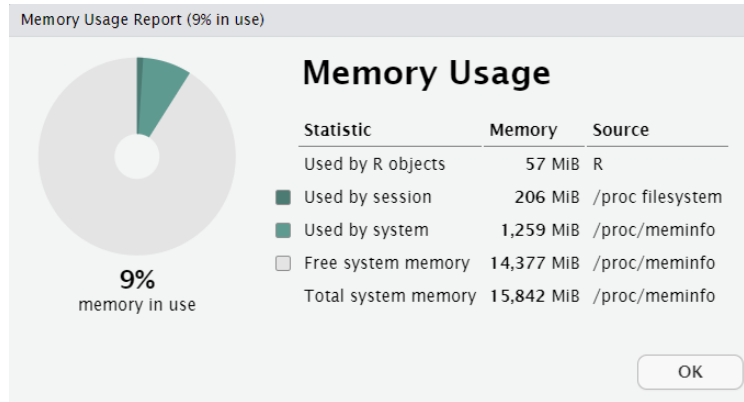 Memory Usage Report (9% in use)
Memory Usage
Statistic Memory Source
Used by R objects 57 MiB R
Used by session 206 MiB /proc filesystem
Used by system 1,259 MiB /proc/meminfo
Free system memory 14,377 MiB /proc/meminfo
Total system memory 15,842 MiB /proc/meminfo
9%
memory in use
OK